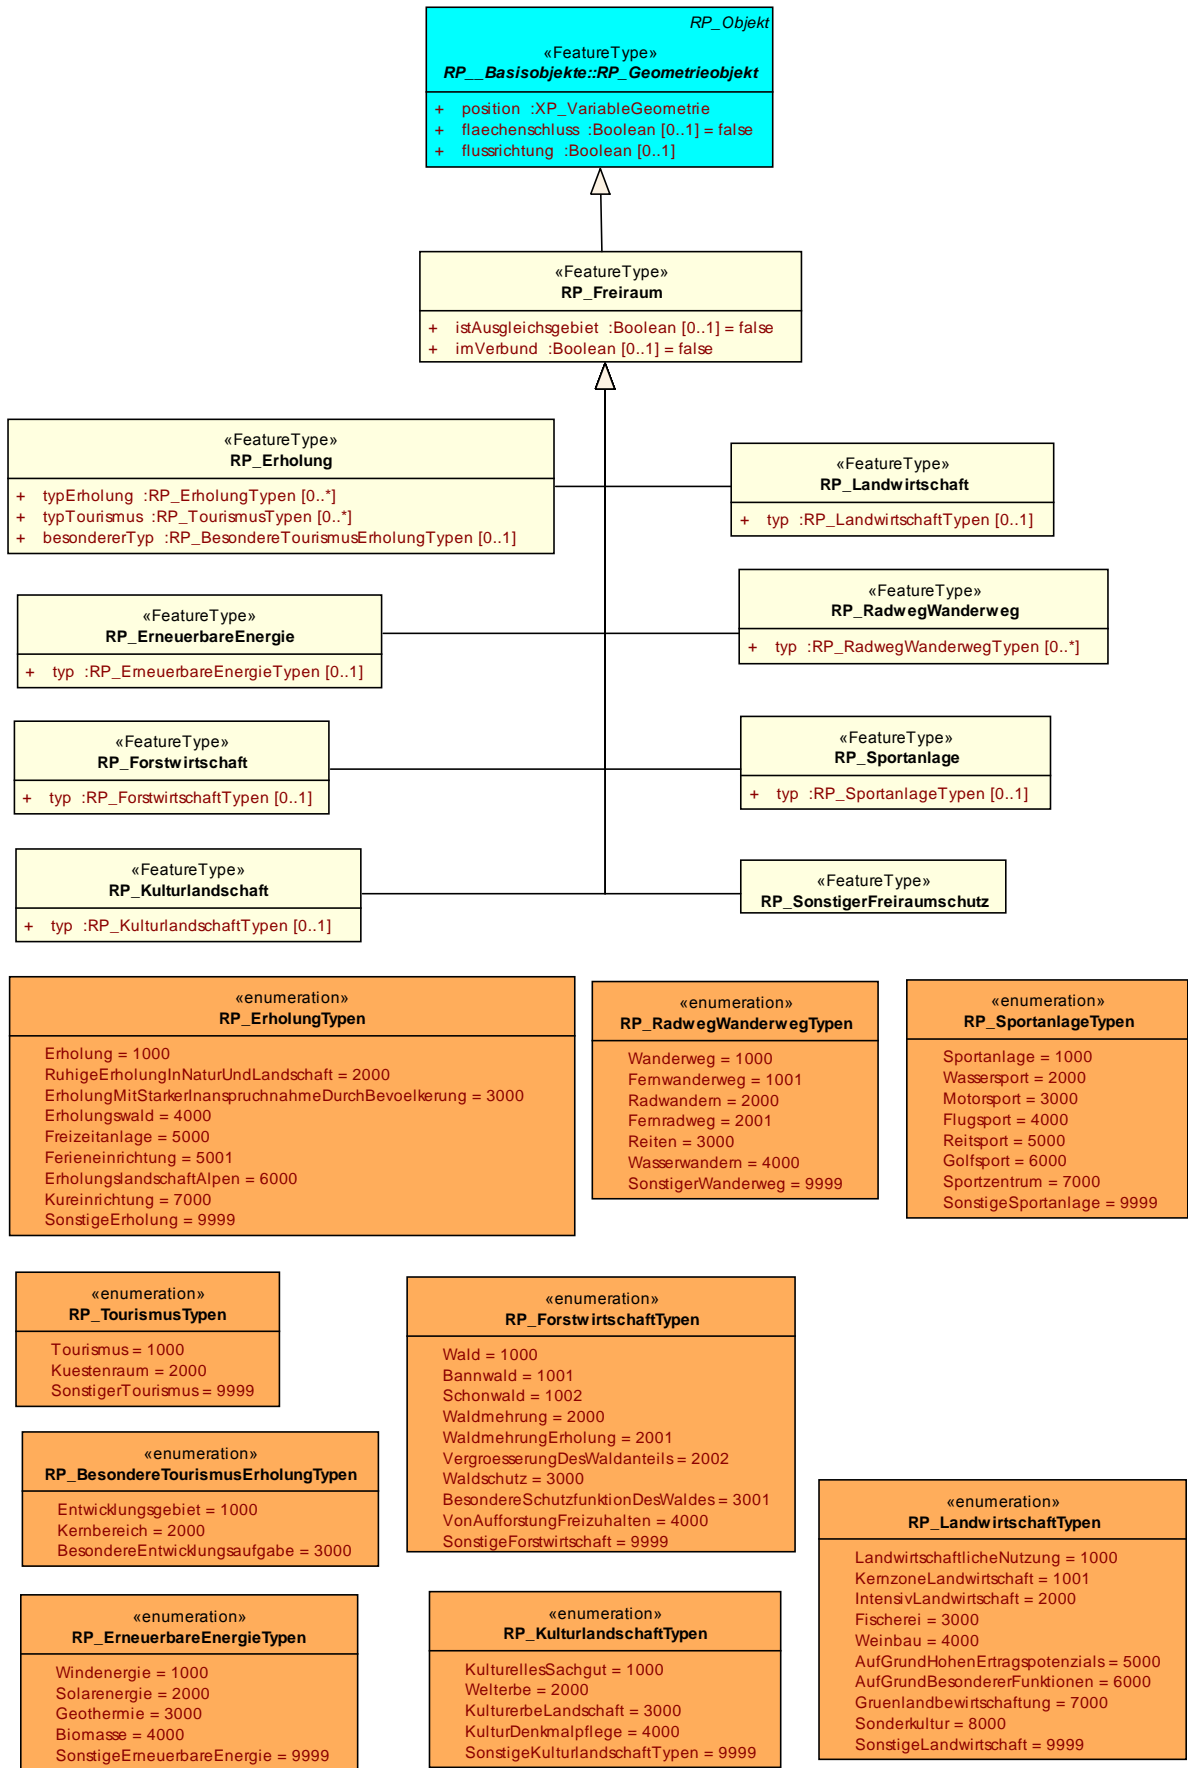 RP_Objekt
«FeatureType»
RP__Basisobjekte::RP_Geometrieobjekt
+ position :XP_VariableGeometrie
+ flaechenschluss :Boolean [0..1] = false
+ flussrichtung :Boolean [0..1]
«FeatureType»
RP_Freiraum
+ istAusgleichsgebiet :Boolean [0..1] = false
+ imVerbund :Boolean [0..1] = false
«FeatureType»
RP_Erholung
+ typErholung :RP_ErholungTypen [0..*]
+ typTourismus :RP_TourismusTypen [0..*]
+ besondererTyp :RP_BesondereTourismusErholungTypen [0..1]
«FeatureType»
RP_Landwirtschaft
+ typ :RP_LandwirtschaftTypen [0..1]
«FeatureType»
RP_ErneuerbareEnergie
+ typ :RP_ErneuerbareEnergieTypen [0..1]
«FeatureType»
RP_RadwegWanderweg
+ typ :RP_RadwegWanderwegTypen [0..*]
«FeatureType»
RP_Forstwirtschaft
+ typ :RP_ForstwirtschaftTypen [0..1]
«FeatureType»
RP_Sportanlage
+ typ :RP_SportanlageTypen [0..1]
«FeatureType»
RP_Kulturlandschaft
+ typ :RP_KulturlandschaftTypen [0..1]
«FeatureType»
RP_SonstigerFreiraumschutz
«enumeration»
RP_ErholungTypen
Erholung = 1000
RuhigeErholungInNaturUndLandschaft = 2000
ErholungMitStarkerInanspruchnahmeDurchBevoelkerung = 3000
Erholungswald = 4000
Freizeitanlage = 5000
Ferieneinrichtung = 5001
ErholungslandschaftAlpen = 6000
Kureinrichtung = 7000
SonstigeErholung = 9999
«enumeration»
RP_RadwegWanderwegTypen
Wanderweg = 1000
Fernwanderweg = 1001
Radwandern = 2000
Fernradweg = 2001
Reiten = 3000
Wasserwandern = 4000
SonstigerWanderweg = 9999
«enumeration»
RP_SportanlageTypen
Sportanlage = 1000
Wassersport = 2000
Motorsport = 3000
Flugsport = 4000
Reitsport = 5000
Golfsport = 6000
Sportzentrum = 7000
SonstigeSportanlage = 9999
«enumeration»
RP_TourismusTypen
Tourismus = 1000
Kuestenraum = 2000
SonstigerTourismus = 9999
«enumeration»
RP_ForstwirtschaftTypen
Wald = 1000
Bannwald = 1001
Schonwald = 1002
Waldmehrung = 2000
WaldmehrungErholung = 2001
VergroesserungDesWaldanteils = 2002
Waldschutz = 3000
BesondereSchutzfunktionDesWaldes = 3001
VonAufforstungFreizuhalten = 4000
SonstigeForstwirtschaft = 9999
«enumeration»
RP_BesondereTourismusErholungTypen
Entwicklungsgebiet = 1000
Kernbereich = 2000
BesondereEntwicklungsaufgabe = 3000
«enumeration»
RP_LandwirtschaftTypen
LandwirtschaftlicheNutzung = 1000
KernzoneLandwirtschaft = 1001
IntensivLandwirtschaft = 2000
Fischerei = 3000
Weinbau = 4000
AufGrundHohenErtragspotenzials = 5000
AufGrundBesondererFunktionen = 6000
Gruenlandbewirtschaftung = 7000
Sonderkultur = 8000
SonstigeLandwirtschaft = 9999
«enumeration»
RP_ErneuerbareEnergieTypen
Windenergie = 1000
Solarenergie = 2000
Geothermie = 3000
Biomasse = 4000
SonstigeErneuerbareEnergie = 9999
«enumeration»
RP_KulturlandschaftTypen
KulturellesSachgut = 1000
Welterbe = 2000
KulturerbeLandschaft = 3000
KulturDenkmalpflege = 4000
SonstigeKulturlandschaftTypen = 9999